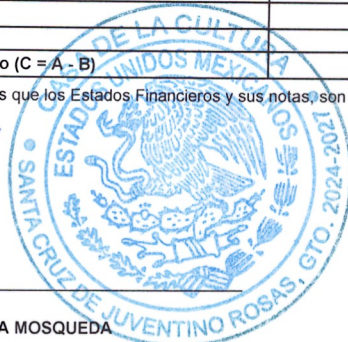 o (C = A - B)
s que los Estados Financieros y sus notas, son
CASA DE LA CULTURA
ESTADOS UNIDOS MEXICANOS
SANTA CRUZ DE JUVENTINO ROSAS, GTO. 2024-2027
A MOSQUEDA